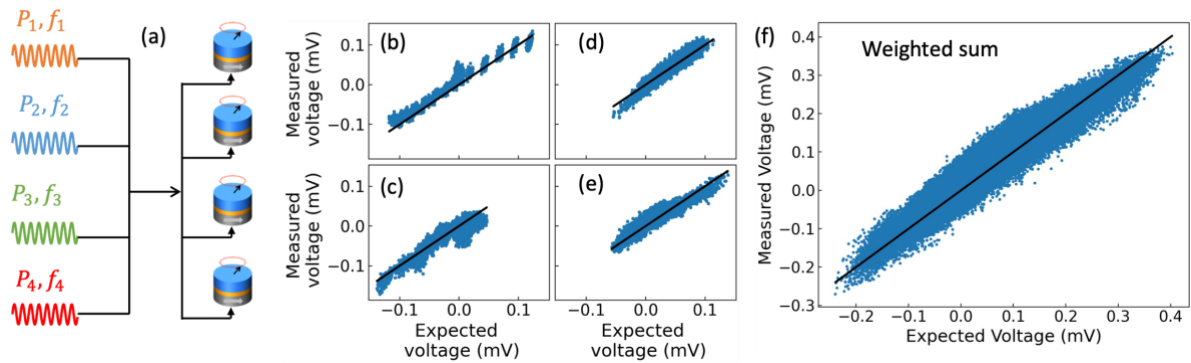 P₁, f₁
P₂, f₂
P₃, f₃
P₄, f₄
(a)
(b)
(d)
Measured
voltage (mV)
0.1
0.0
−0.1
(c)
(e)
Measured
voltage (mV)
0.1
0.0
−0.1
−0.1
0.0
0.1
Expected
voltage (mV)
−0.1
0.0
0.1
Expected
voltage (mV)
(f)
Weighted sum
Measured Voltage (mV)
0.4
0.3
0.2
0.1
0.0
−0.1
−0.2
−0.3
−0.2
−0.1
0.0
0.1
0.2
0.3
0.4
Expected Voltage (mV)